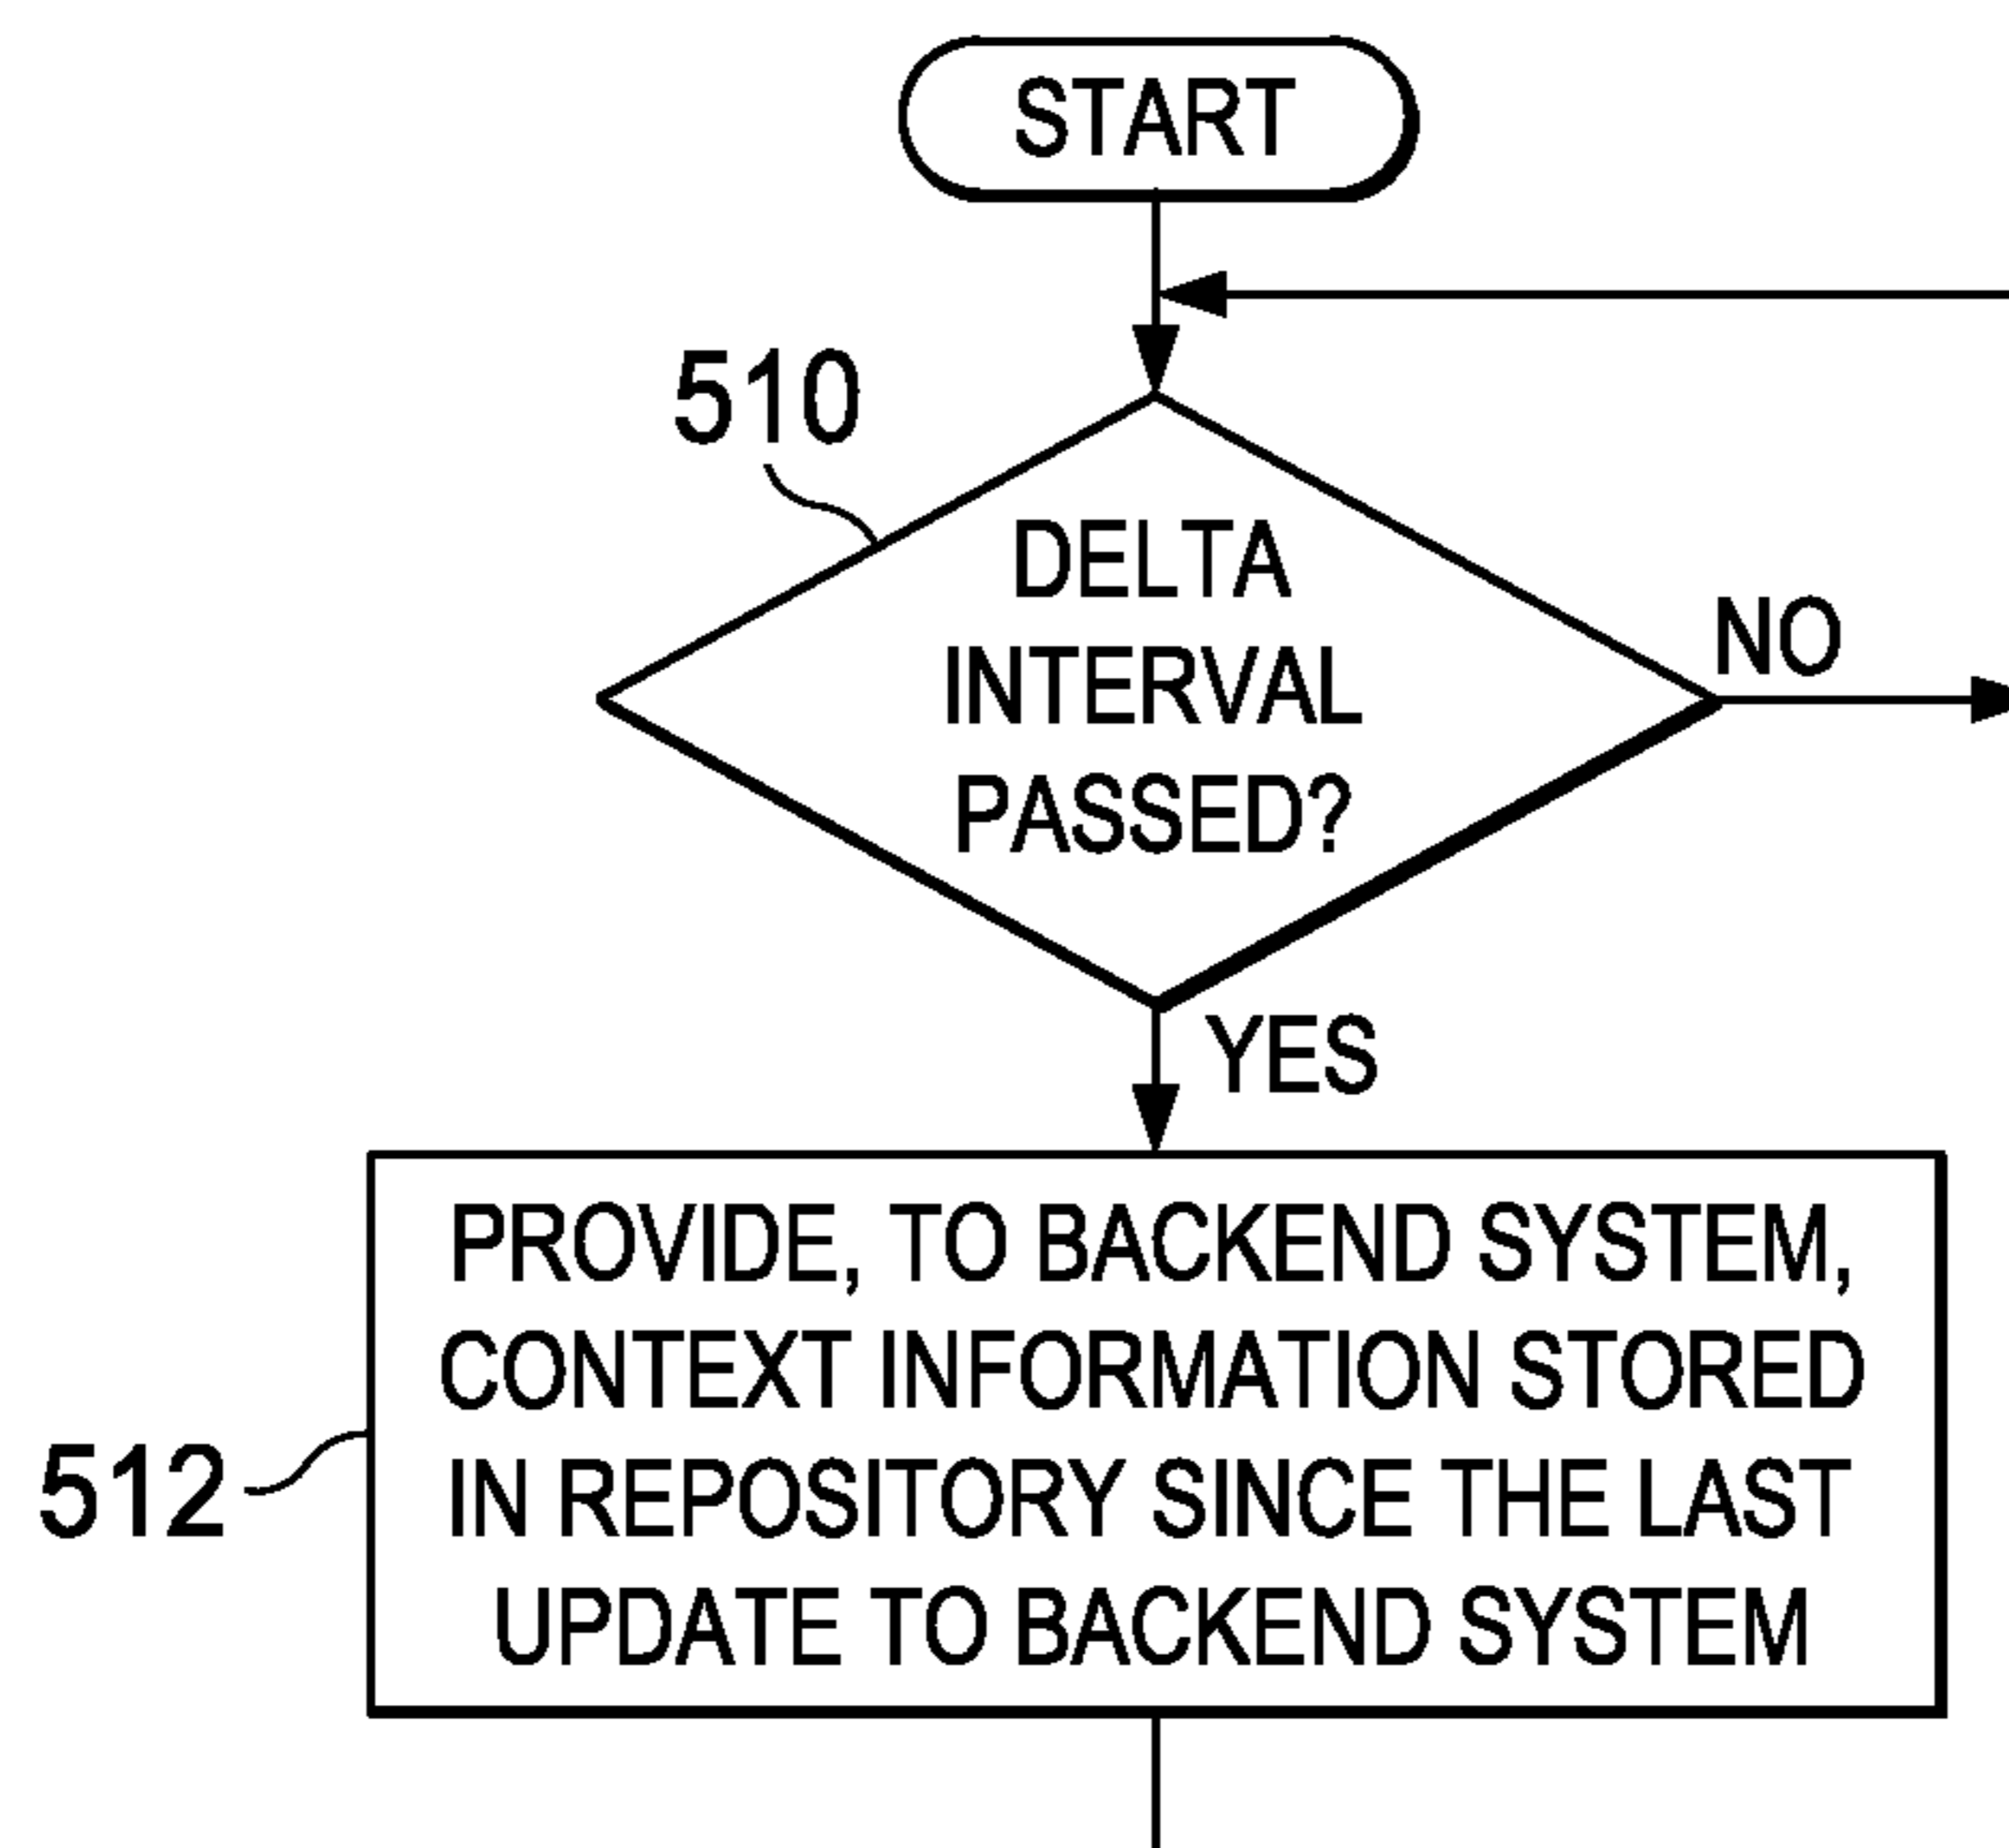 START
510
DELTA
INTERVAL
PASSED?
NO
YES
PROVIDE, TO BACKEND SYSTEM,
CONTEXT INFORMATION STORED
IN REPOSITORY SINCE THE LAST
UPDATE TO BACKEND SYSTEM
512